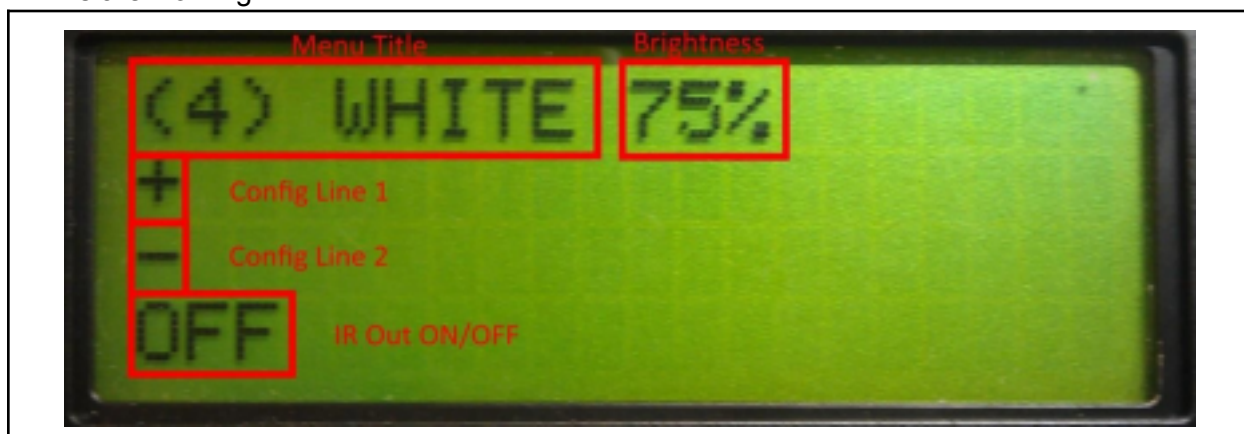 Menu Title Brightness
(4) WHITE 75%
+ Config Line 1
- Config Line 2
OFF IR Out ON/OFF